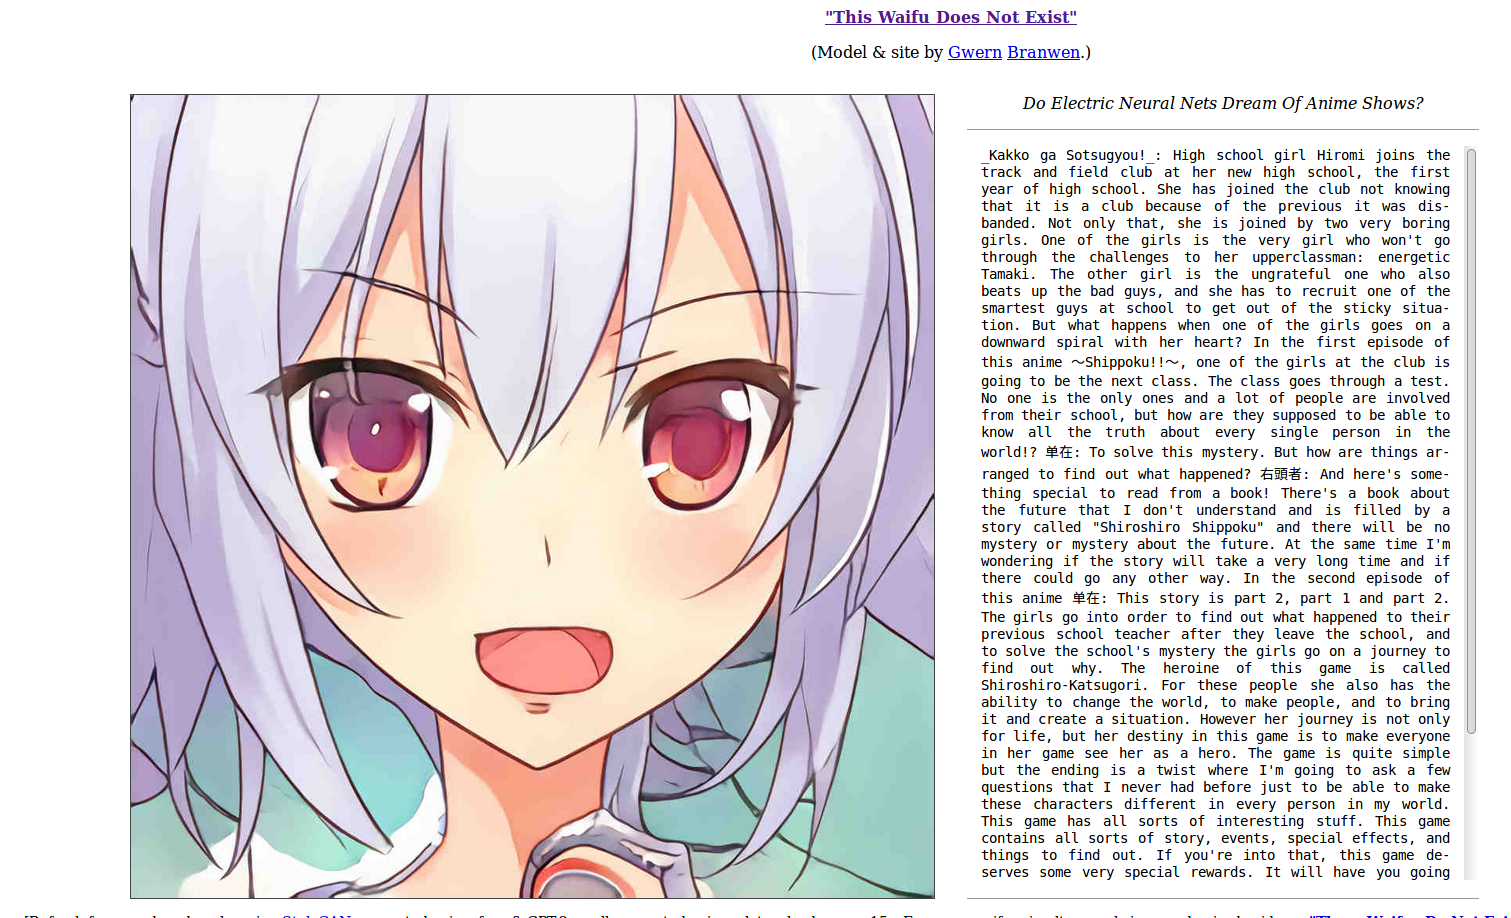 "This Waifu Does Not Exist"
(Model & site by Gwern Branwen.)
Do Electric Neural Nets Dream Of Anime Shows?
_Kakko ga Sotsugyou!_: High school girl Hiromi joins the
track and field club at her new high school, the first
year of high school. She has joined the club not knowing
that it is a club because of the previous it was dis-
banded. Not only that, she is joined by two very boring
girls. One of the girls is the very girl who won't go
through the challenges to her upperclassman: energetic
Tamaki. The other girl is the ungrateful one who also
beats up the bad guys, and she has to recruit one of the
smartest guys at school to get out of the sticky situa-
tion. But what happens when one of the girls goes on a
downward spiral with her heart? In the first episode of
this anime ～Shippoku!!～, one of the girls at the club is
going to be the next class. The class goes through a test.
No one is the only ones and a lot of people are involved
from their school, but how are they supposed to be able to
know all the truth about every single person in the
world!? 单在: To solve this mystery. But how are things ar-
ranged to find out what happened? 右頭者: And here's some-
thing special to read from a book! There's a book about
the future that I don't understand and is filled by a
story called "Shiroshiro Shippoku" and there will be no
mystery or mystery about the future. At the same time I'm
wondering if the story will take a very long time and if
there could go any other way. In the second episode of
this anime 单在: This story is part 2, part 1 and part 2.
The girls go into order to find out what happened to their
previous school teacher after they leave the school, and
to solve the school's mystery the girls go on a journey to
find out why. The heroine of this game is called
Shiroshiro-Katsugori. For these people she also has the
ability to change the world, to make people, and to bring
it and create a situation. However her journey is not only
for life, but her destiny in this game is to make everyone
in her game see her as a hero. The game is quite simple
but the ending is a twist where I'm going to ask a few
questions that I never had before just to be able to make
these characters different in every person in my world.
This game has all sorts of interesting stuff. This game
contains all sorts of story, events, special effects, and
things to find out. If you're into that, this game de-
serves some very special rewards. It will have you going